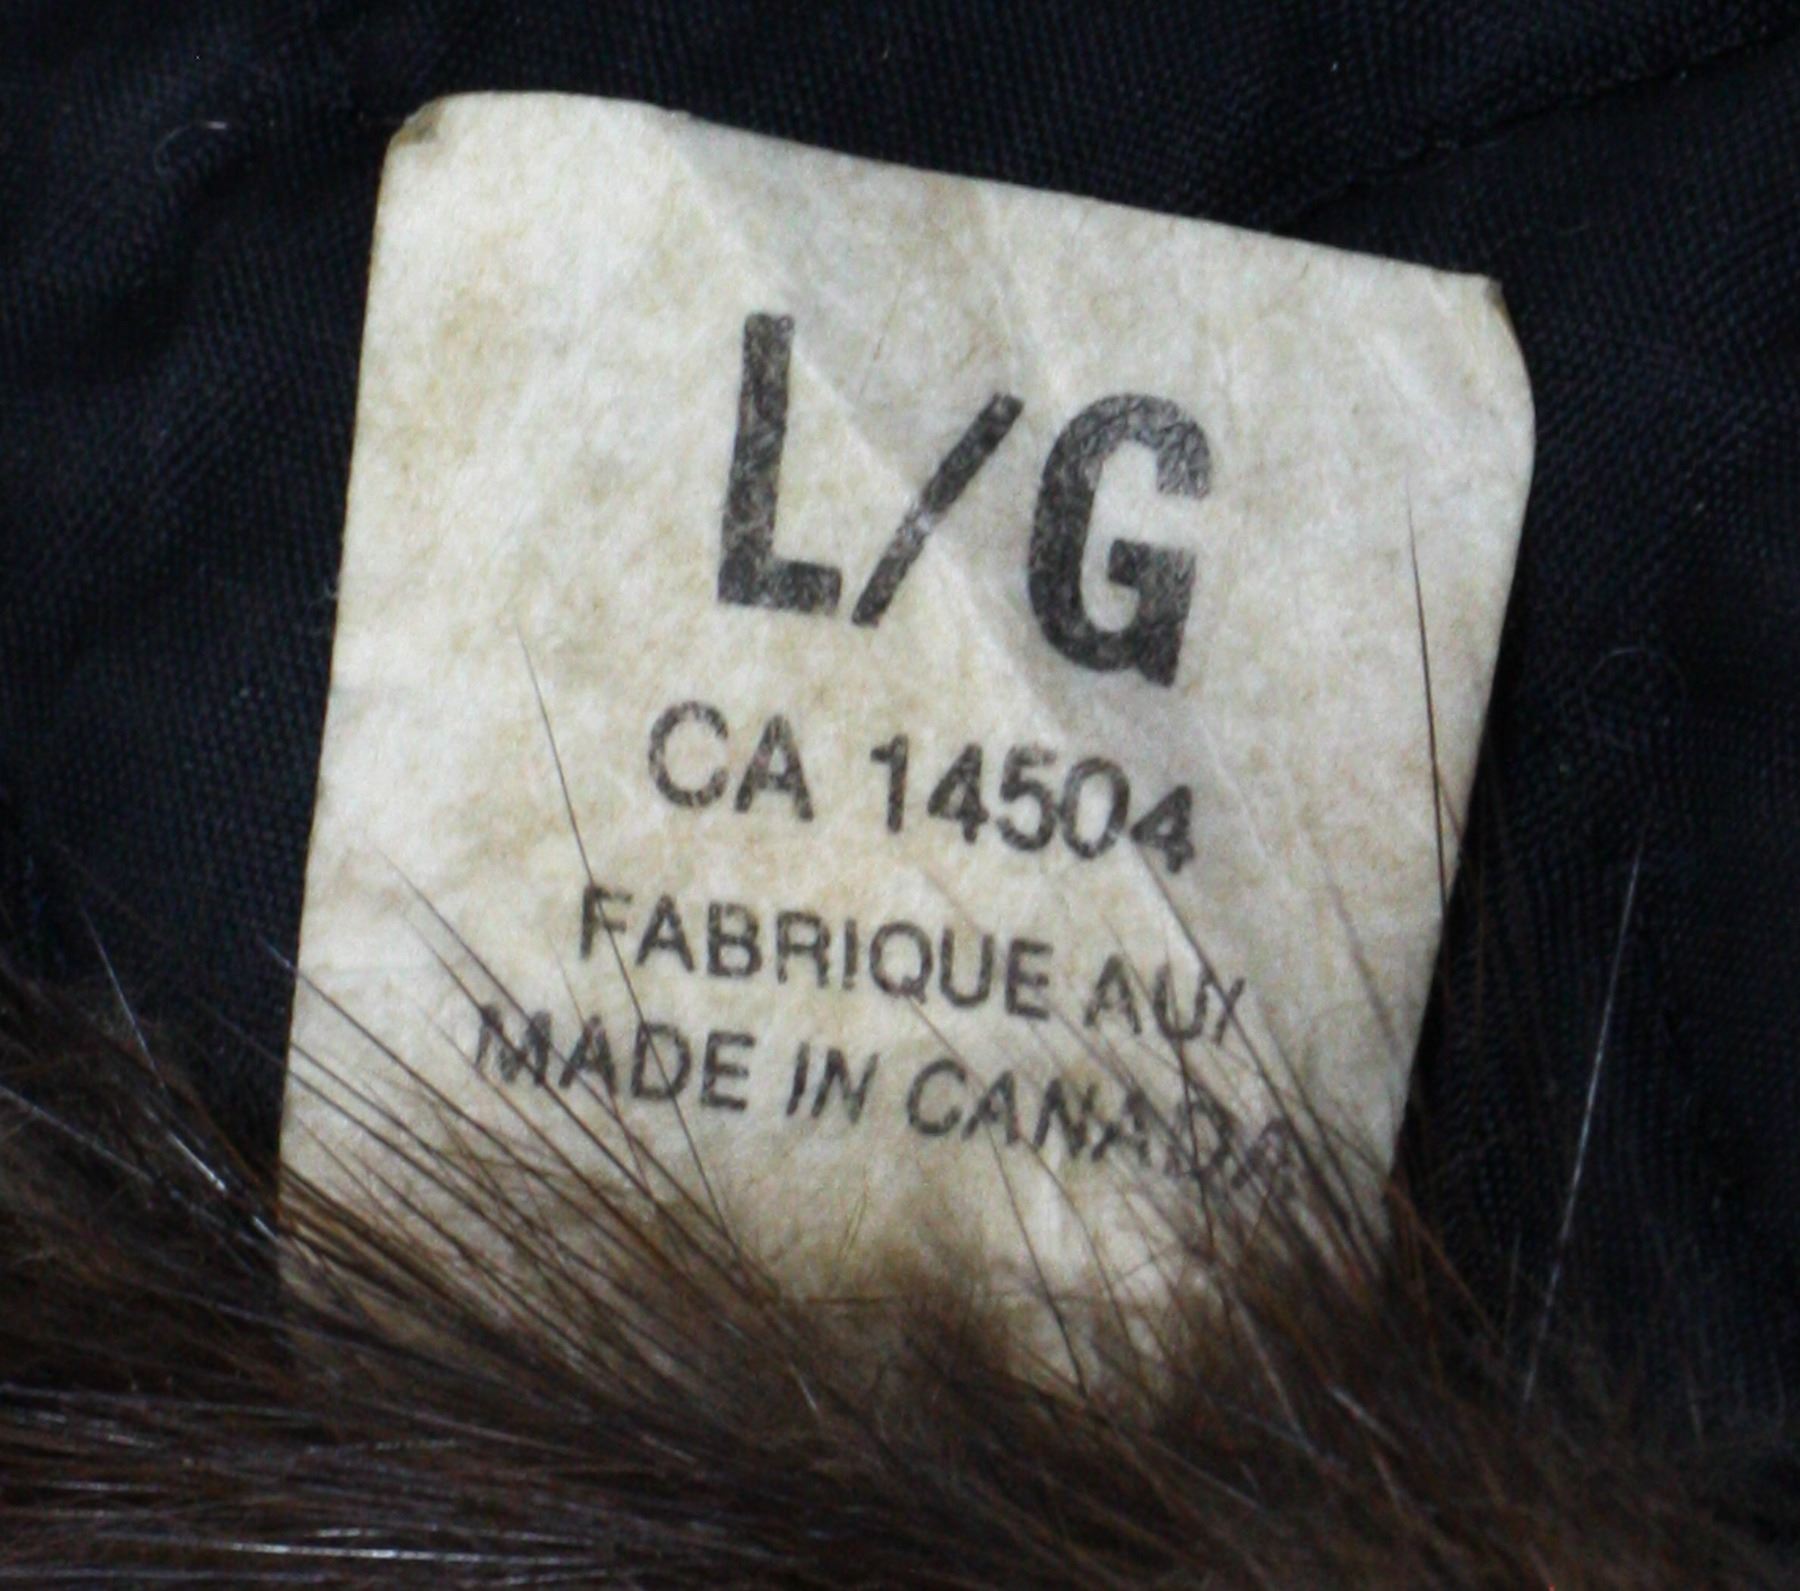 L/G
CA 14504
FABRIQUE AU/
MADE IN CANADA